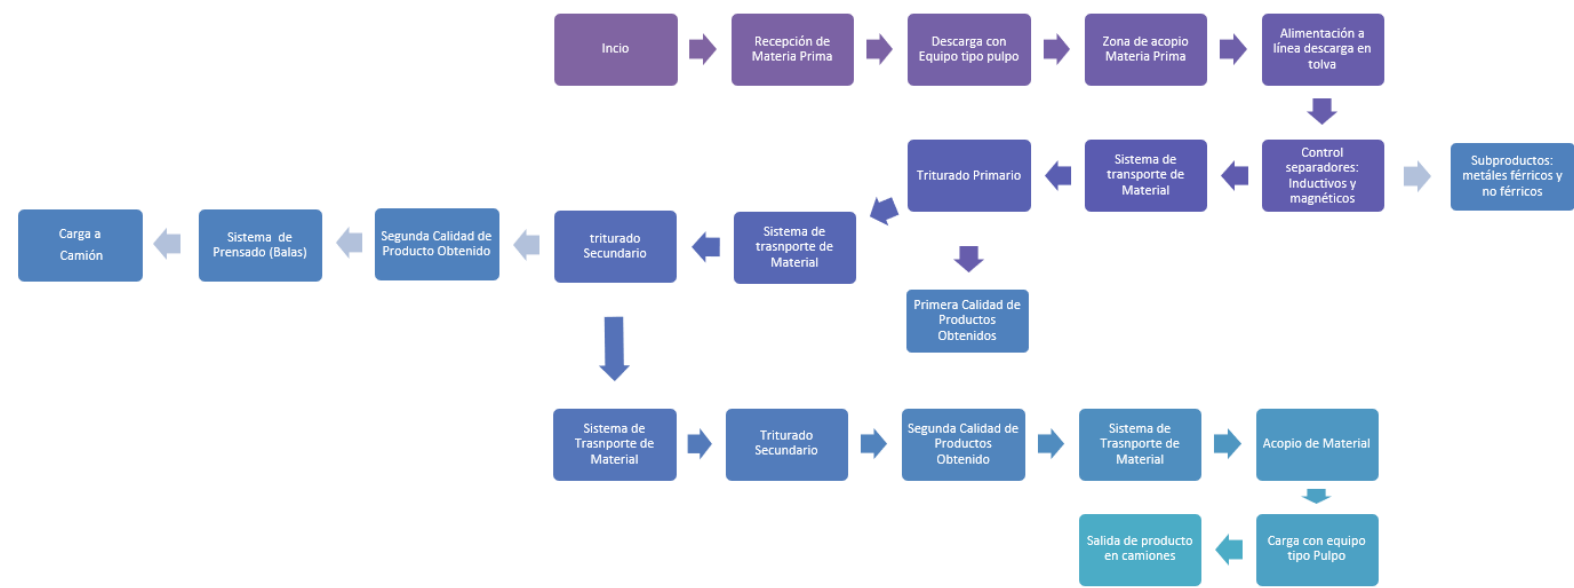 Incio
Recepción de
Materia Prima
Descarga con
Equipo tipo pulpo
Zona de acopio
Materia Prima
Alimentación a
línea descarga en
tolva
Control
separadores:
Inductivos y
magnéticos
Subproductos:
metáles férricos y
no férricos
Sistema de
transporte de
Material
Triturado Primario
Primera Calidad de
Productos
Obtenidos
Sistema de
trasnporte de
Material
triturado
Secundario
Segunda Calidad de
Producto Obtenido
Sistema de
Prensado (Balas)
Carga a
Camión
Sistema de
Trasnporte de
Material
Triturado
Secundario
Segunda Calidad de
Productos
Obtenido
Sistema de
Trasnporte de
Material
Acopio de Material
Carga con equipo
tipo Pulpo
Salida de producto
en camiones